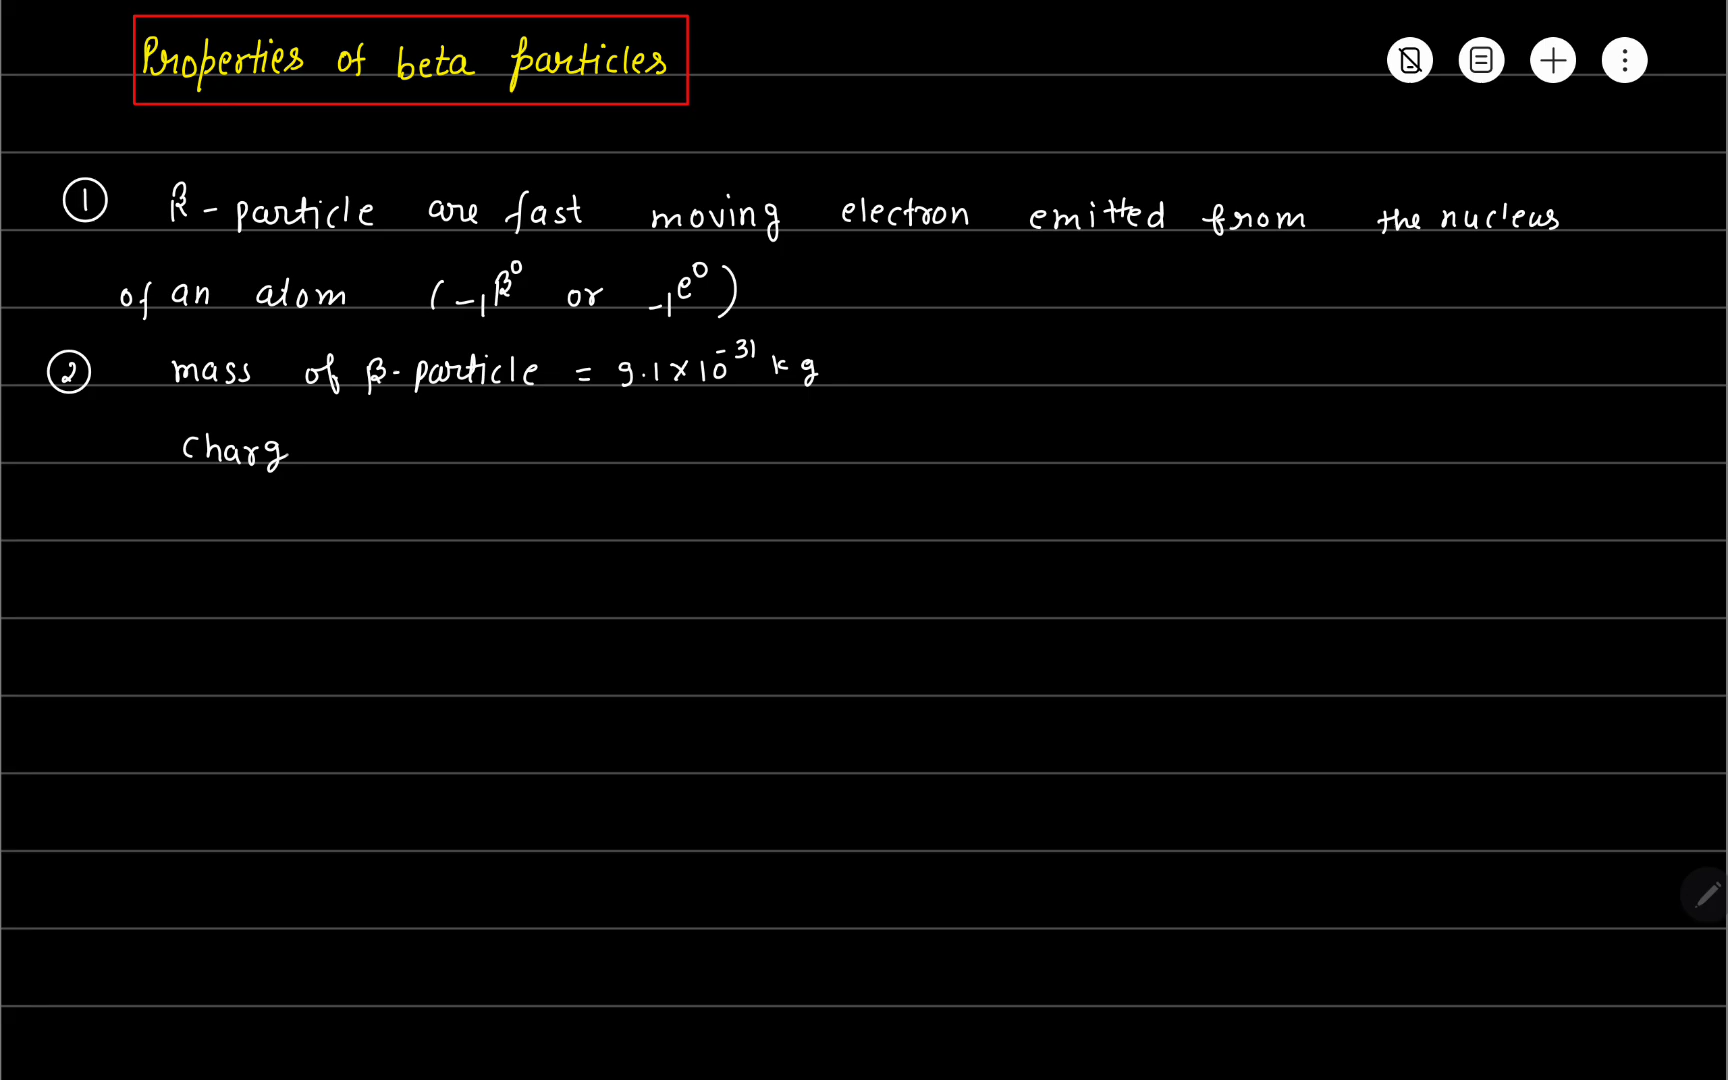 Properties of beta particles
① β-particle are fast moving electron emitted from the nucleus
of an atom (₋₁β⁰ or ₋₁e⁰)
② mass of β-particle = 9.1×10⁻³¹ kg
Charg